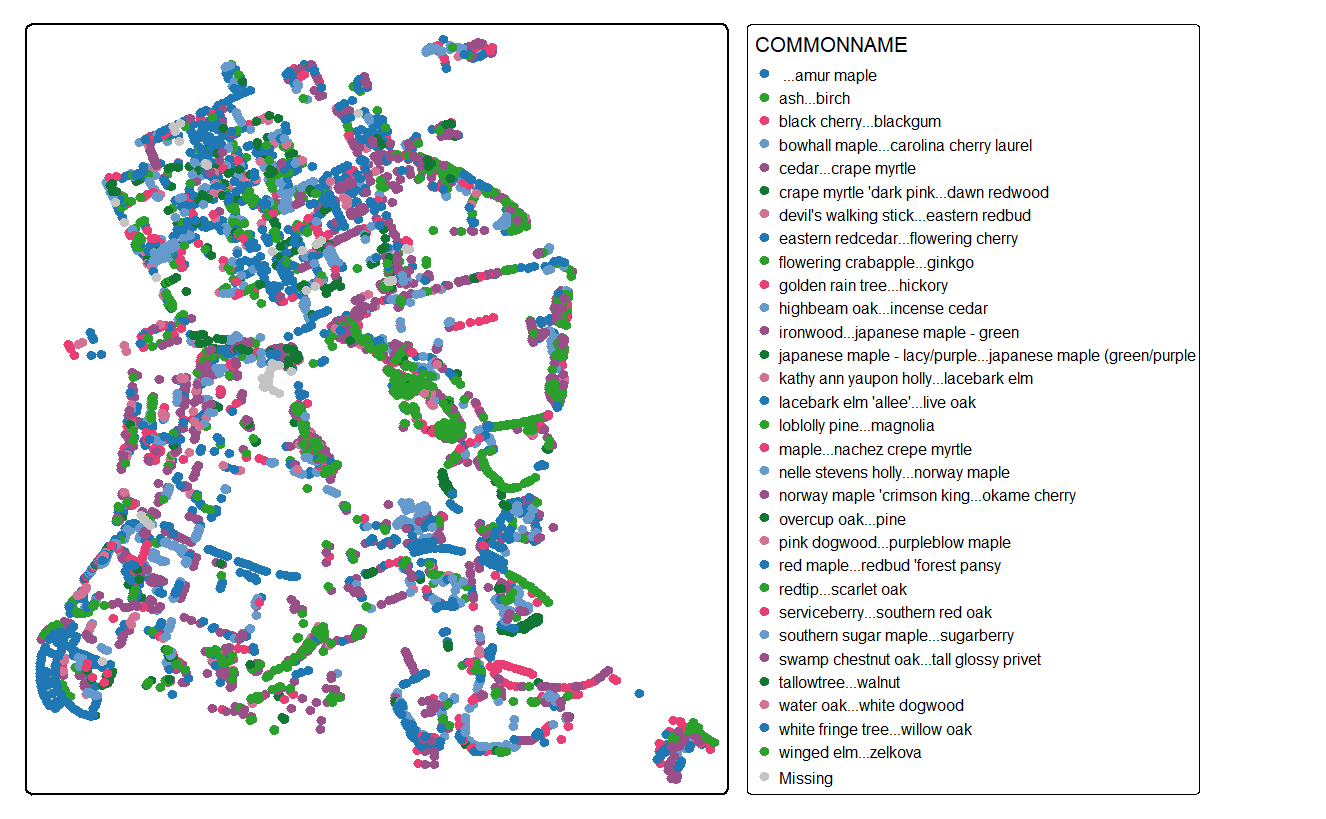 COMMONNAME
...amur maple
ash...birch
black cherry...blackgum
bowhall maple...carolina cherry laurel
cedar...crape myrtle
crape myrtle 'dark pink...dawn redwood
devil's walking stick...eastern redbud
eastern redcedar...flowering cherry
flowering crabapple...ginkgo
golden rain tree...hickory
highbeam oak...incense cedar
ironwood...japanese maple - green
japanese maple - lacy/purple...japanese maple (green/purple
kathy ann yaupon holly...lacebark elm
lacebark elm 'allee'...live oak
loblolly pine...magnolia
maple...nachez crepe myrtle
nelle stevens holly...norway maple
norway maple 'crimson king...okame cherry
overcup oak...pine
pink dogwood...purpleblow maple
red maple...redbud 'forest pansy
redtip...scarlet oak
serviceberry...southern red oak
southern sugar maple...sugarberry
swamp chestnut oak...tall glossy privet
tallowtree...walnut
water oak...white dogwood
white fringe tree...willow oak
winged elm...zelkova
Missing